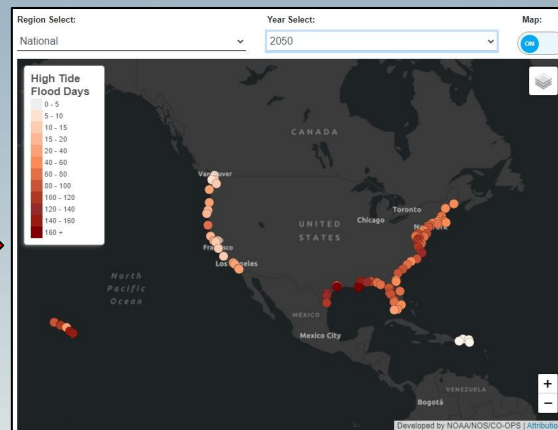 Region Select:
Year Select:
Map:
National
2050
ON
High Tide
Flood Days
0 - 5
5 - 10
10 - 15
15 - 20
20 - 40
40 - 60
60 - 80
80 - 100
100 - 120
120 - 140
140 - 160
160 +
CANADA
Vancouver
Toronto
Chicago
UNITED
STATES
Los Angeles
North
Pacific
Ocean
MÉXICO
Mexico City
VENEZUELA
Bogotá
+
−
Developed by NOAA/NOS/CO-OPS |